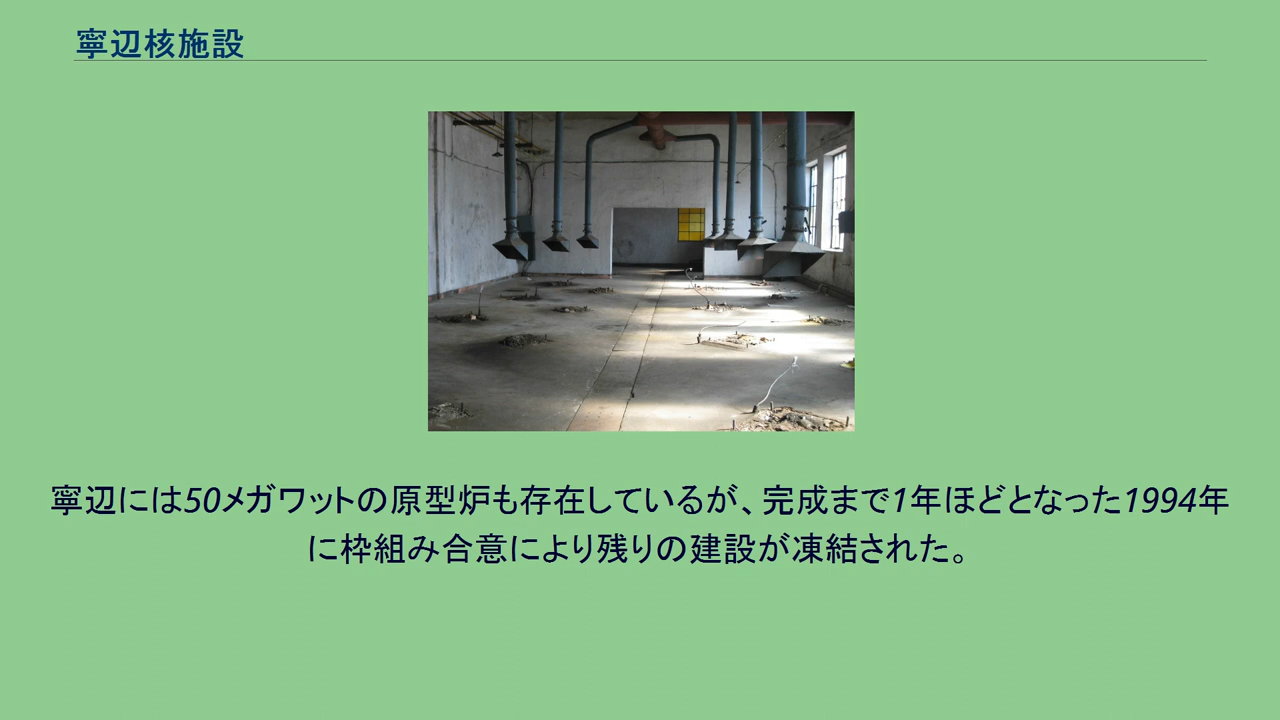 寧辺核施設
寧辺には50メガワットの原型炉も存在しているが、完成まで1年ほどとなった1994年
に枠組み合意により残りの建設が凍結された。